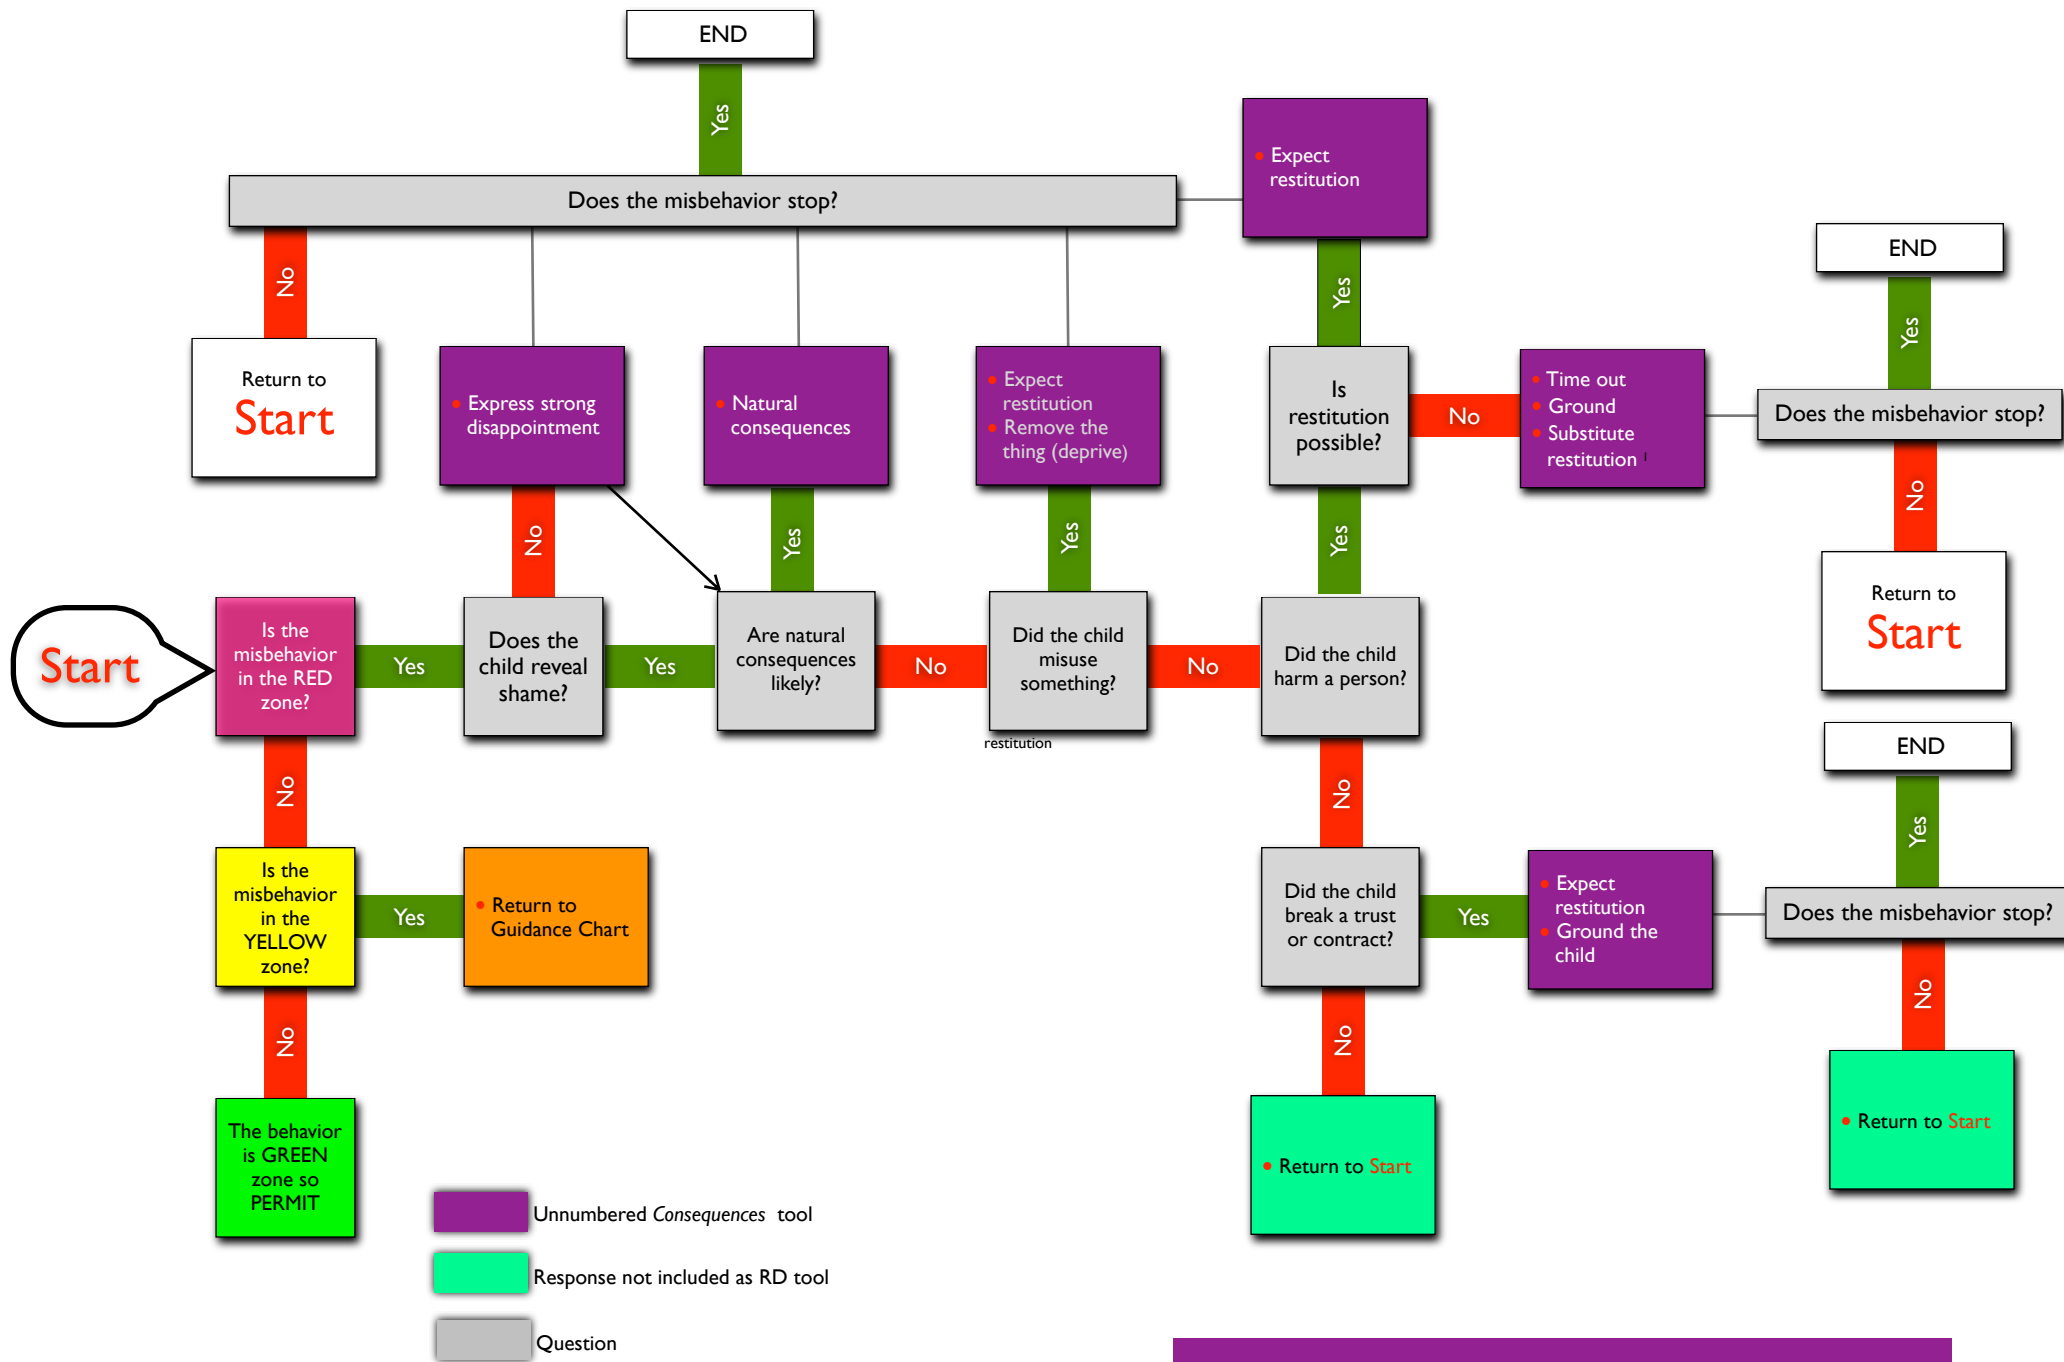 END
Yes
Does the misbehavior stop?
• Expect
restitution
No
Yes
END
Yes
Return to
Start
• Express strong
disappointment
• Natural
consequences
• Expect
restitution
• Remove the
thing (deprive)
Is
restitution
possible?
No
• Time out
• Ground
• Substitute
restitution 1
Does the misbehavior stop?
No
No
Yes
Yes
Yes
Return to
Start
Start
Is the
misbehavior
in the RED
zone?
Yes
Does the
child reveal
shame?
Yes
Are natural
consequences
likely?
No
Did the child
misuse
something?
No
Did the child
harm a person?
restitution
END
No
No
Yes
Is the
misbehavior
in the
YELLOW
zone?
Yes
• Return to
Guidance Chart
Did the child
break a trust
or contract?
Yes
• Expect
restitution
• Ground the
child
Does the misbehavior stop?
No
No
No
The behavior
is GREEN
zone so
PERMIT
• Return to Start
• Return to Start
Unnumbered Consequences tool
Response not included as RD tool
Question